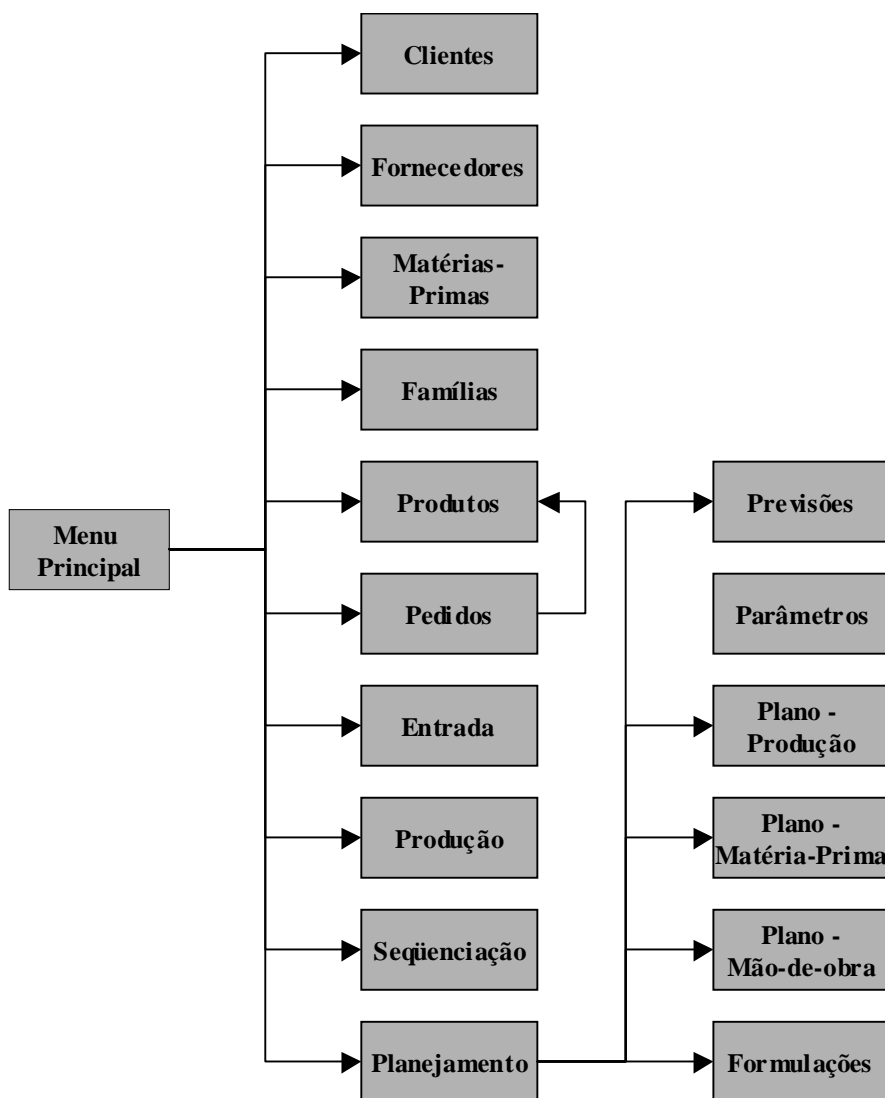 Clientes
Fornecedores
Matérias-
Primas
Famílias
Produtos
Previsões
Menu
Principal
Pedidos
Parâmetros
Entrada
Plano -
Produção
Produção
Plano -
Matéria-Prima
Seqüenciação
Plano -
Mão-de-obra
Planejamento
Formulações